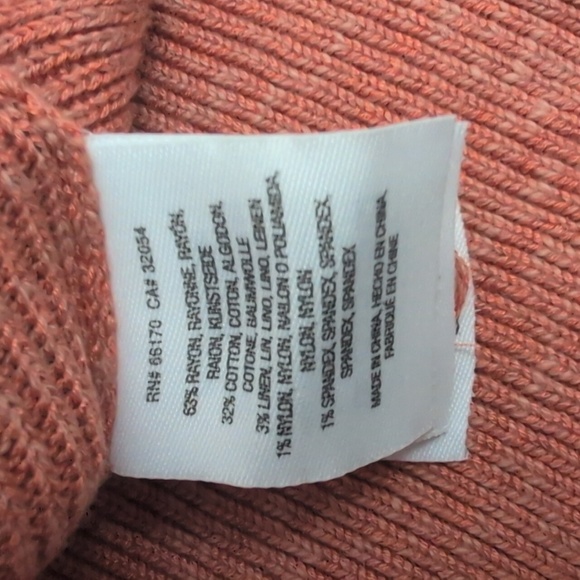 RN# 66170 CA# 32054
63% RAYON, RAYONNE, RAYON,
RAION, KUNSTSEIDE
32% COTTON, COTON, ALGODON,
COTONE, BAUMWOLLE
3% LINEN, LIN, LINO, LINO, LEINEN
1% NYLON, NYLON, NAILON O POLIAMIDA,
NYLON, NYLON
1% SPANDEX, SPANDEX, SPANDEX,
SPANDEX, SPANDEX
MADE IN CHINA, HECHO EN CHINA,
FABRIQUE EN CHINE